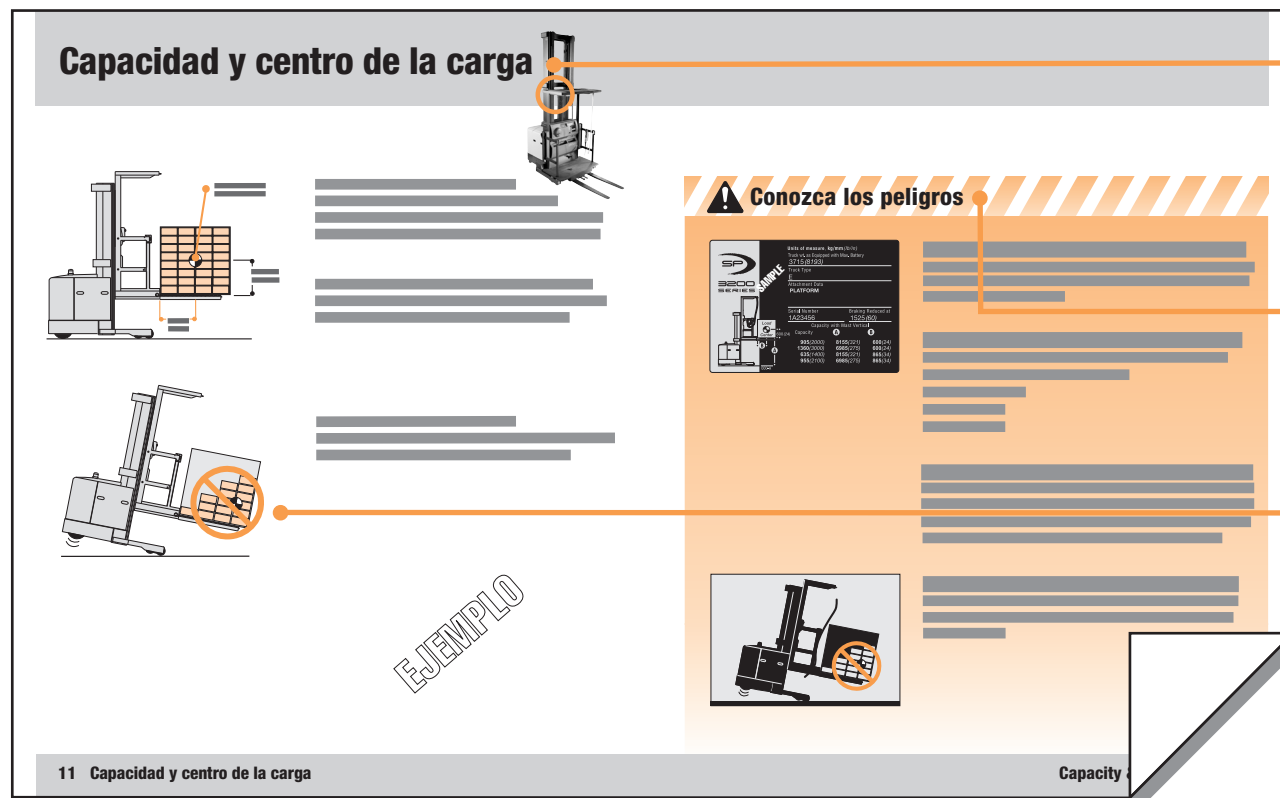 Capacidad y centro de la carga
Conozca los peligros
SP
3200
SERIES
SAMPLE
Units of measure, kg/mm (lb/in)
Truck wt. as Equipped with Max. Battery
3715 (8193)
Truck Type
E
Attachment Data
PLATFORM
Serial Number Braking Reduced at
1A23456 1525 (60)
Capacity with Mast Vertical
Capacity A B
905(2000) 8155(321) 600(24)
1360(3000) 6985(275) 600(24)
635(1400) 8155(321) 865(34)
955(2100) 6985(275) 865(34)
Load
Center
600 (24)
B
A
EJEMPLO
11 Capacidad y centro de la carga
Capacity